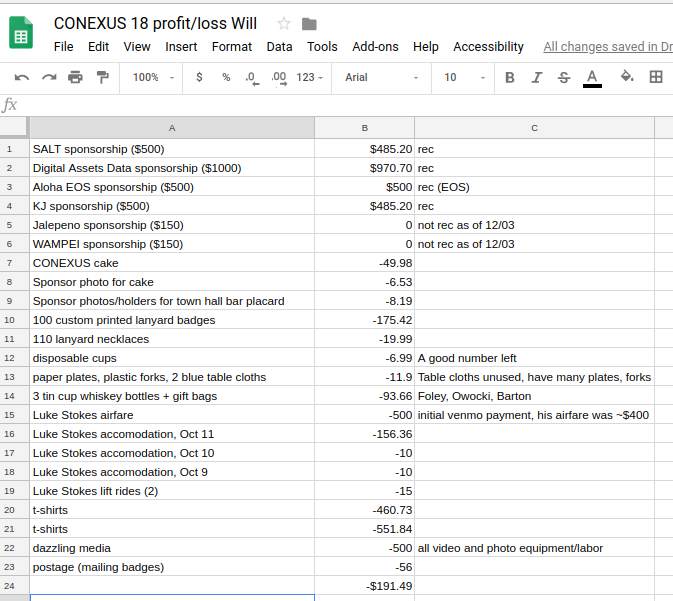 CONEXUS 18 profit/loss Will
File Edit View Insert Format Data Tools Add-ons Help Accessibility All changes saved in Dr
100% $ % .0 .00 123 Arial 10 B I S A
fx
A B C
1 SALT sponsorship ($500) $485.20 rec
2 Digital Assets Data sponsorship ($1000) $970.70 rec
3 Aloha EOS sponsorship ($500) $500 rec (EOS)
4 KJ sponsorship ($500) $485.20 rec
5 Jalepeno sponsorship ($150) 0 not rec as of 12/03
6 WAMPEI sponsorship ($150) 0 not rec as of 12/03
7 CONEXUS cake -49.98
8 Sponsor photo for cake -6.53
9 Sponsor photos/holders for town hall bar placard -8.19
10 100 custom printed lanyard badges -175.42
11 110 lanyard necklaces -19.99
12 disposable cups -6.99 A good number left
13 paper plates, plastic forks, 2 blue table cloths -11.9 Table cloths unused, have many plates, forks
14 3 tin cup whiskey bottles + gift bags -93.66 Foley, Owocki, Barton
15 Luke Stokes airfare -500 initial venmo payment, his airfare was ~$400
16 Luke Stokes accomodation, Oct 11 -156.36
17 Luke Stokes accomodation, Oct 10 -10
18 Luke Stokes accomodation, Oct 9 -10
19 Luke Stokes lift rides (2) -15
20 t-shirts -460.73
21 t-shirts -551.84
22 dazzling media -500 all video and photo equipment/labor
23 postage (mailing badges) -56
24 -$191.49